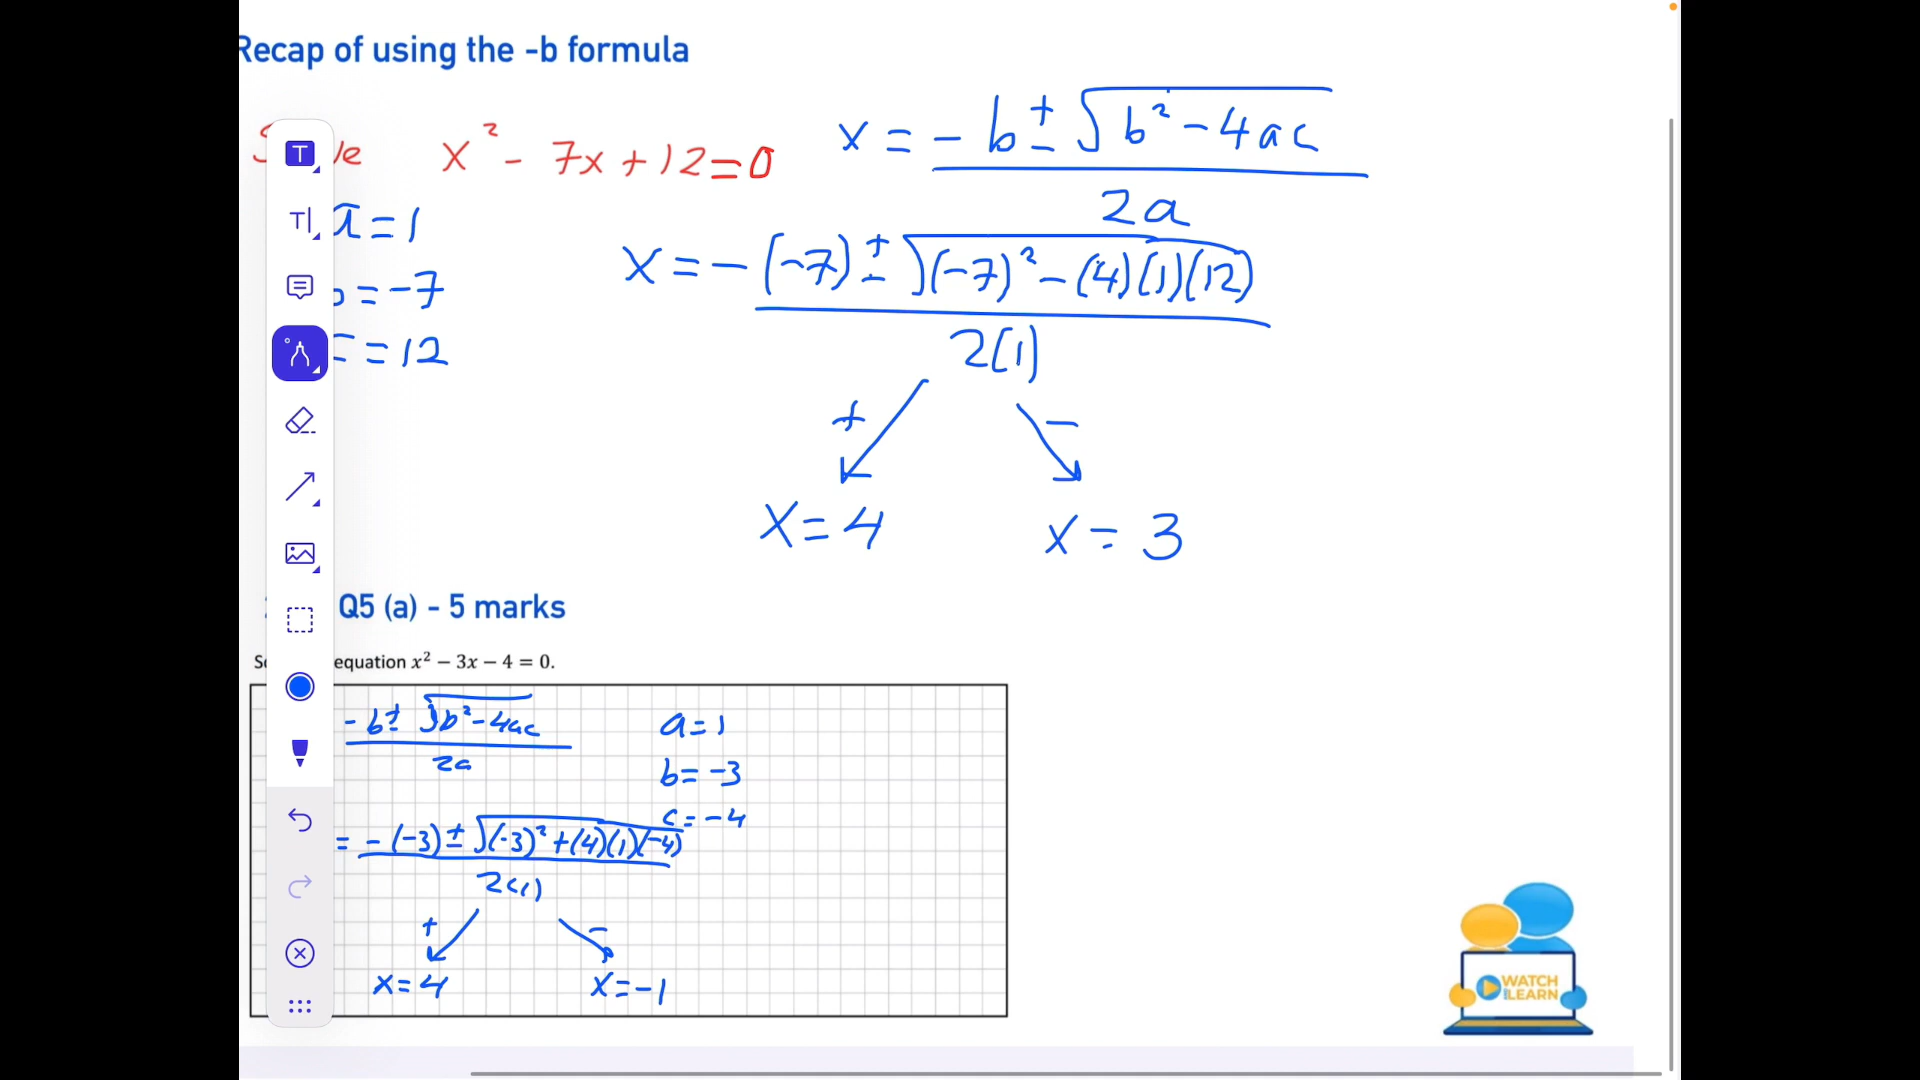 Recap of using the -b formula
x² - 7x + 12 = 0
x = -b ± √b² - 4ac
2a
a = 1
x = -(-7) ± √(-7)² - (4)(1)(12)
2(1)
b = -7
c = 12
+ -
x = 4 x = 3
Q5 (a) - 5 marks
equation x² − 3x − 4 = 0.
-b ± √b² - 4ac
2a
a = 1
b = -3
c = -4
= -(-3) ± √(-3)² + (4)(1)(-4)
2(1)
+ -
x = 4 x = -1
WATCH
LEARN